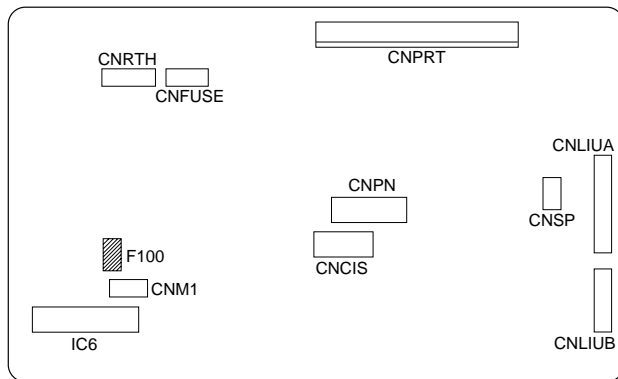 CNRTH
CNPRT
CNFUSE
CNLIUA
CNPN
CNSP
F100
CNCIS
CNM1
CNLIUB
IC6